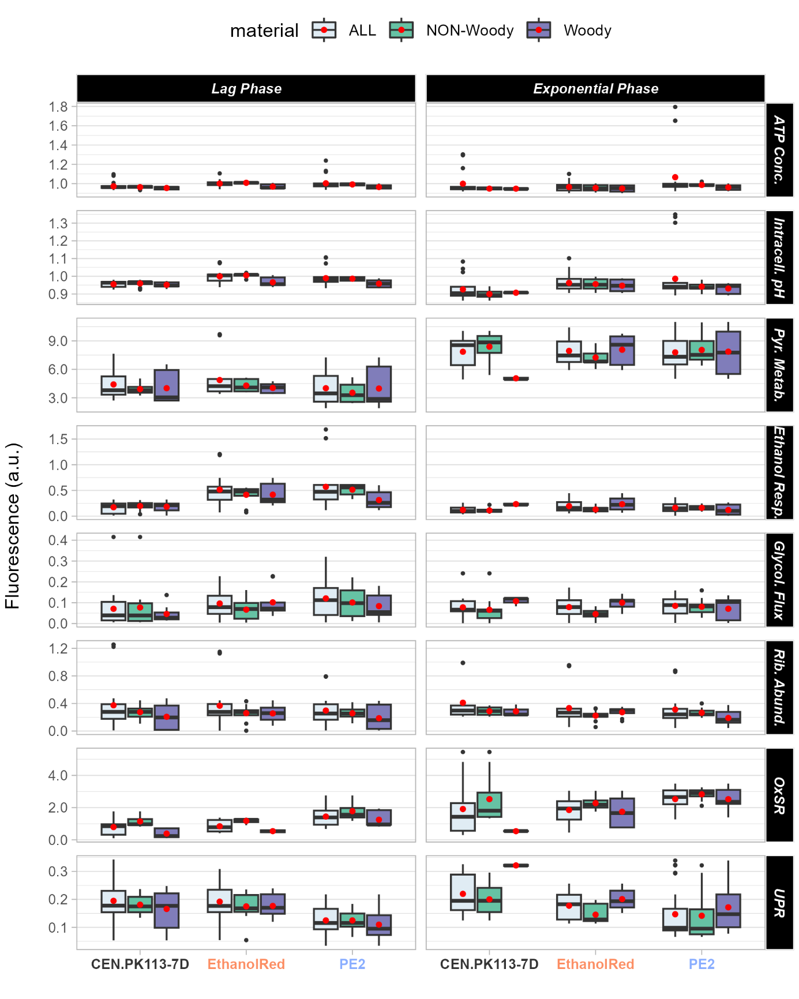 material ALL NON-Woody Woody
Lag Phase Exponential Phase
Fluorescence (a.u.)
1.8
1.6
1.4
1.2
1.0
ATP Conc.
1.3
1.2
1.1
1.0
0.9
Intracell. pH
9.0
6.0
3.0
Pyr. Metab.
1.5
1.0
0.5
0.0
Ethanol Resp.
0.4
0.3
0.2
0.1
0.0
Glycol. Flux
1.2
0.8
0.4
0.0
Rib. Abund.
4.0
2.0
0.0
OxSR
0.3
0.2
0.1
UPR
CEN.PK113-7D EthanolRed PE2 CEN.PK113-7D EthanolRed PE2